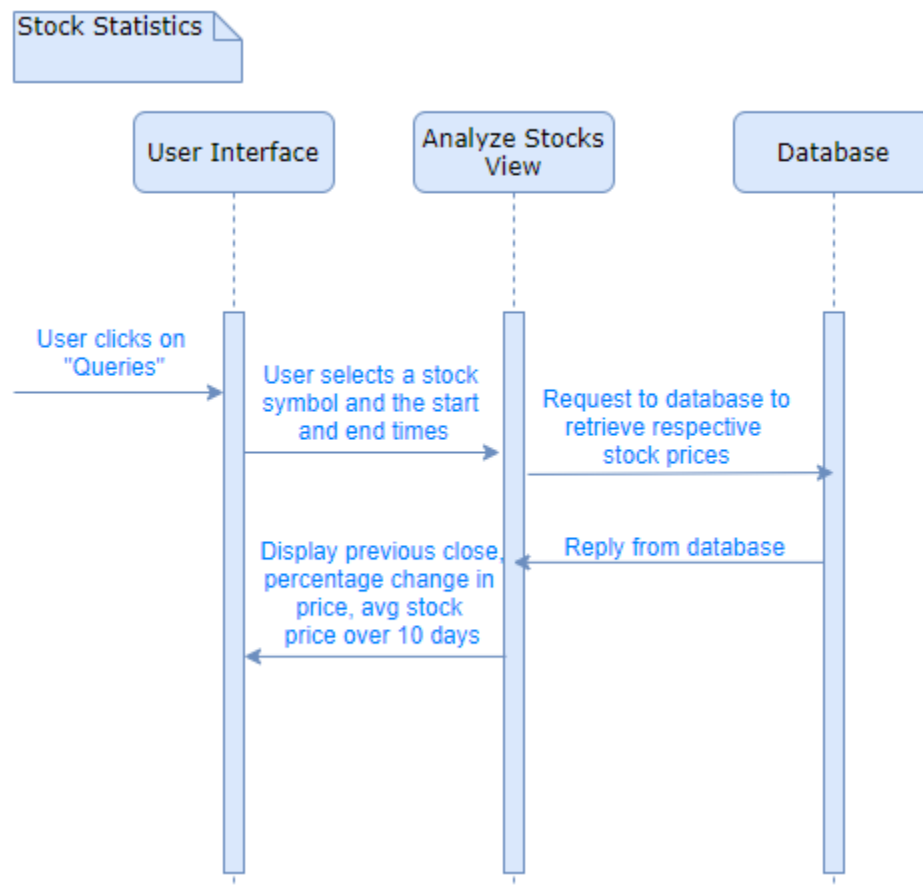 Stock Statistics
User Interface
Analyze Stocks
View
Database
User clicks on
"Queries"
User selects a stock
symbol and the start
and end times
Request to database to
retrieve respective
stock prices
Reply from database
Display previous close,
percentage change in
price, avg stock
price over 10 days